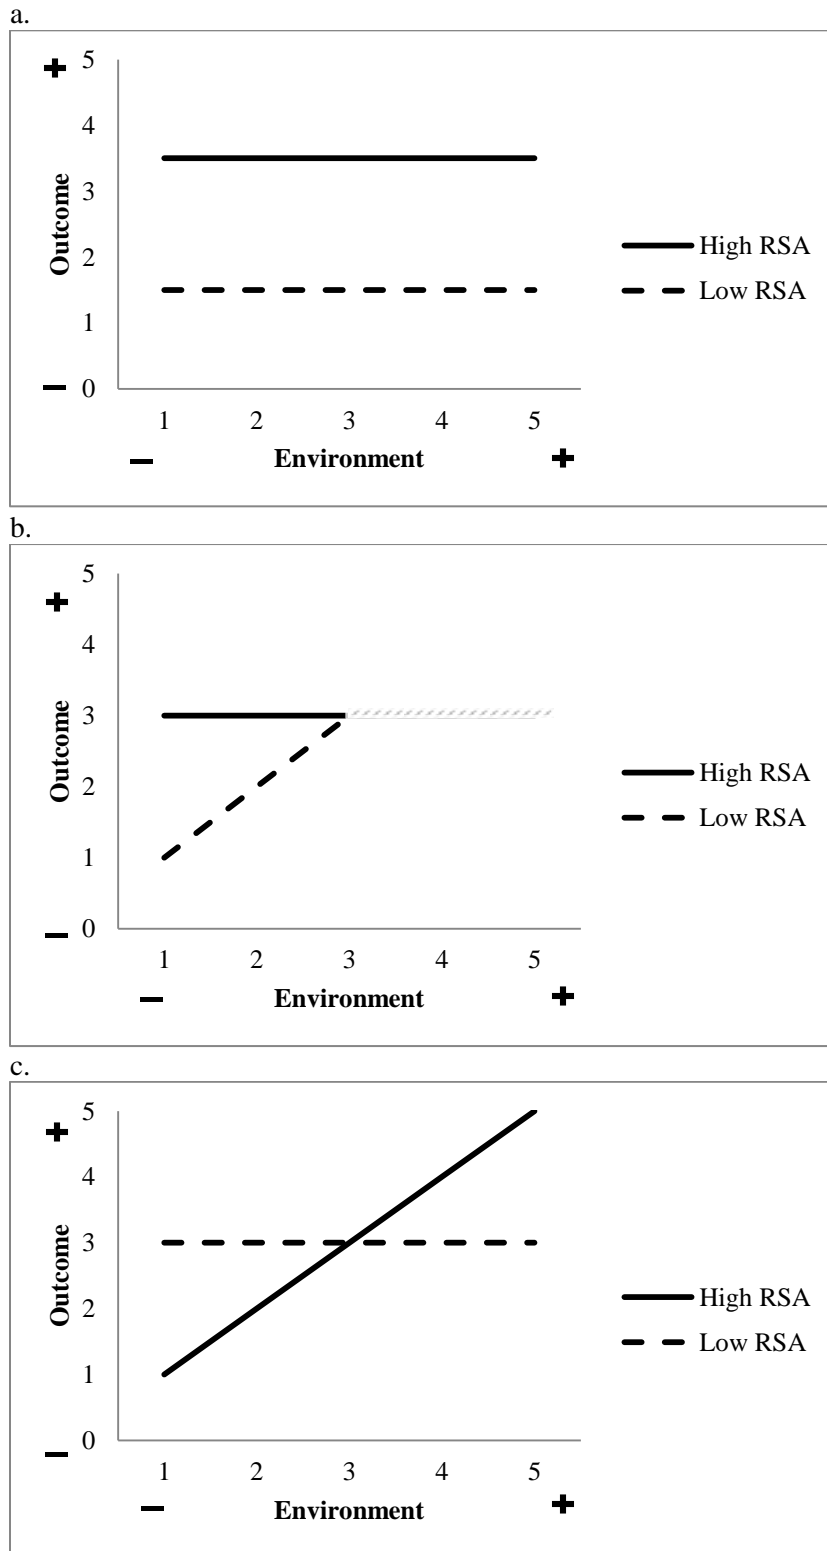 a.
+
5
4
3
2
1
0
–
Outcome
1 2 3 4 5
– Environment +
High RSA
Low RSA
b.
+
5
4
3
2
1
0
–
Outcome
1 2 3 4 5
– Environment +
High RSA
Low RSA
c.
+
5
4
3
2
1
0
–
Outcome
1 2 3 4 5
– Environment +
High RSA
Low RSA